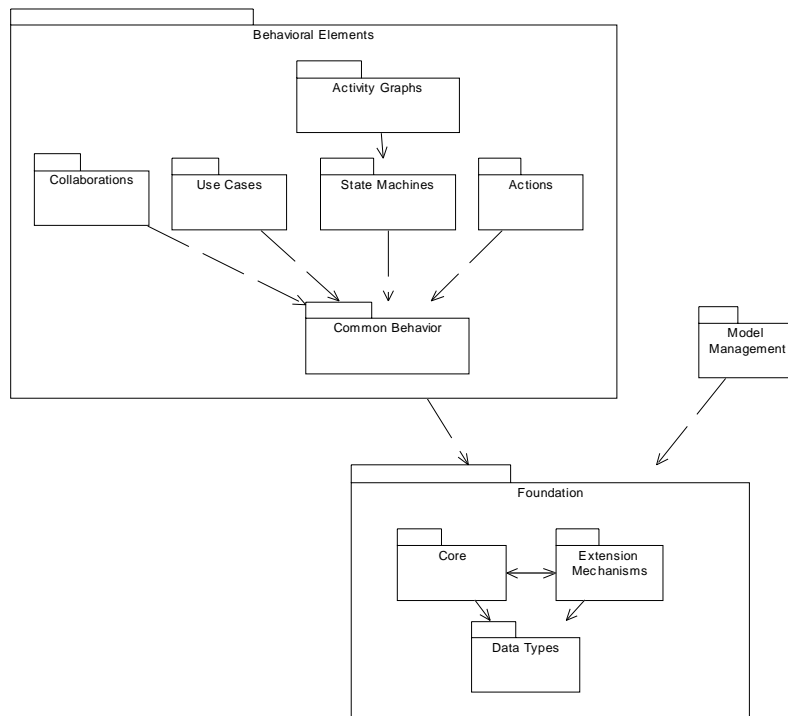 Behavioral Elements
Activity Graphs
Collaborations
Use Cases
State Machines
Actions
Common Behavior
Model
Management
Foundation
Core
Extension
Mechanisms
Data Types